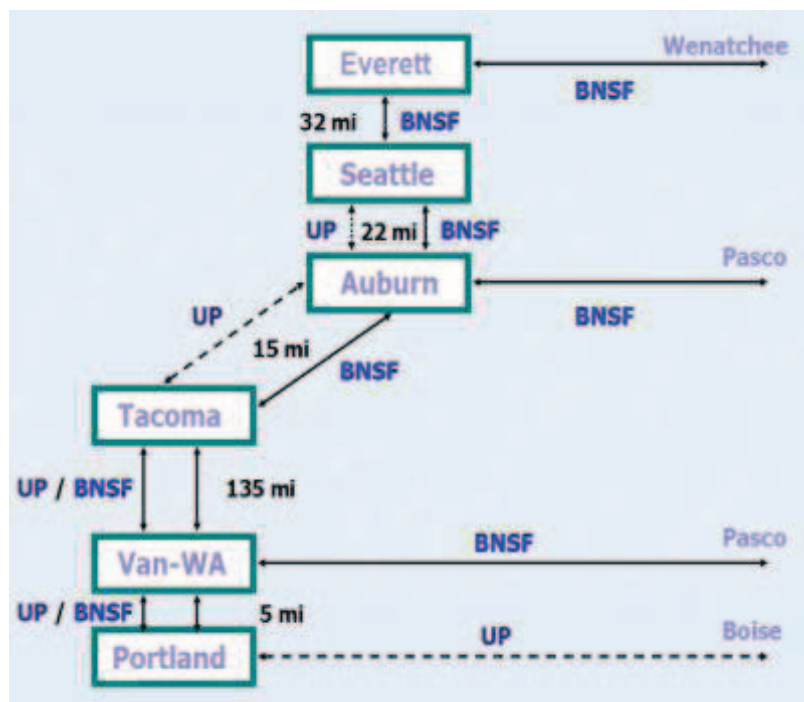 Wenatchee
Everett
BNSF
32 mi BNSF
Seattle
UP 22 mi BNSF
Pasco
Auburn
BNSF
UP
15 mi
BNSF
Tacoma
UP / BNSF 135 mi
BNSF Pasco
Van-WA
UP / BNSF 5 mi
UP Boise
Portland